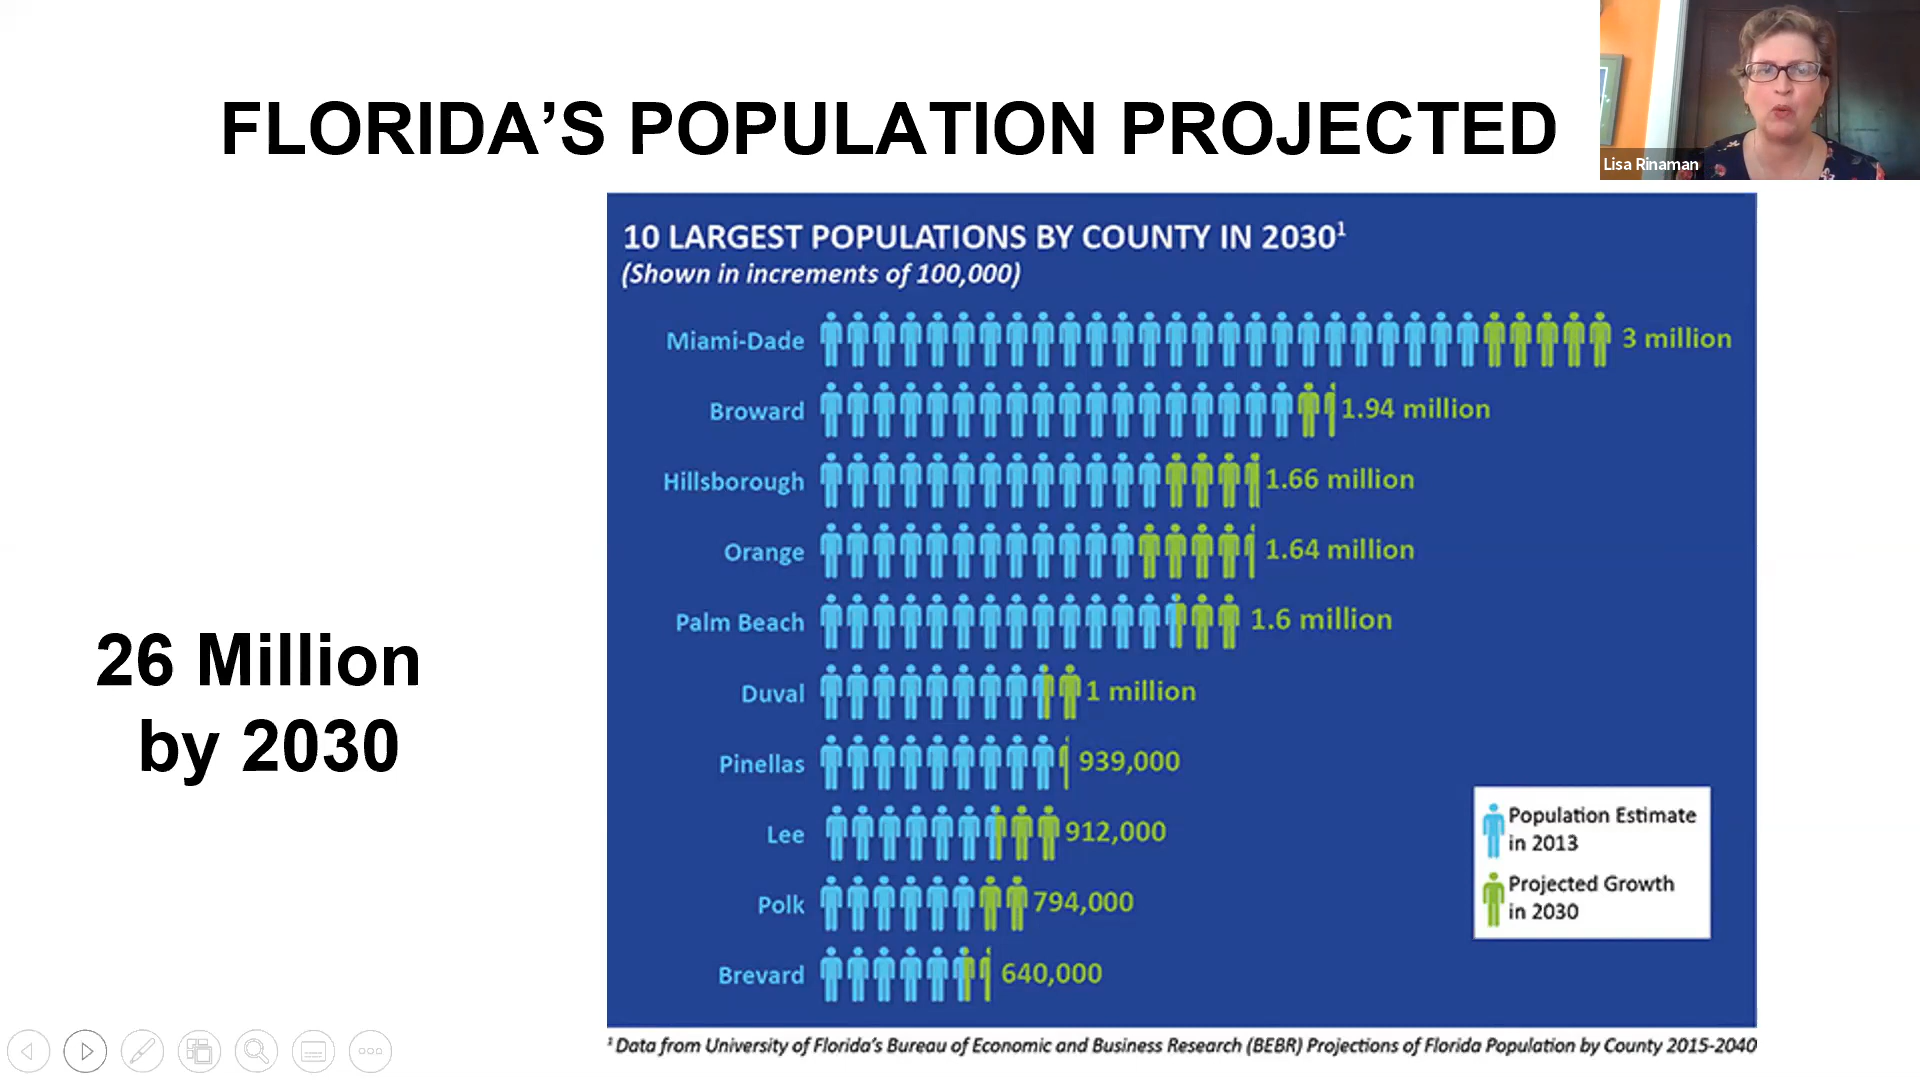 FLORIDA’S POPULATION PROJECTED
Lisa Rinaman
10 LARGEST POPULATIONS BY COUNTY IN 2030¹
(Shown in increments of 100,000)
Miami-Dade 3 million
Broward 1.94 million
Hillsborough 1.66 million
Orange 1.64 million
Palm Beach 1.6 million
Duval 1 million
Pinellas 939,000
Lee 912,000
Polk 794,000
Brevard 640,000
26 Million
by 2030
Population Estimate
in 2013
Projected Growth
in 2030
¹ Data from University of Florida’s Bureau of Economic and Business Research (BEBR) Projections of Florida Population by County 2015-2040